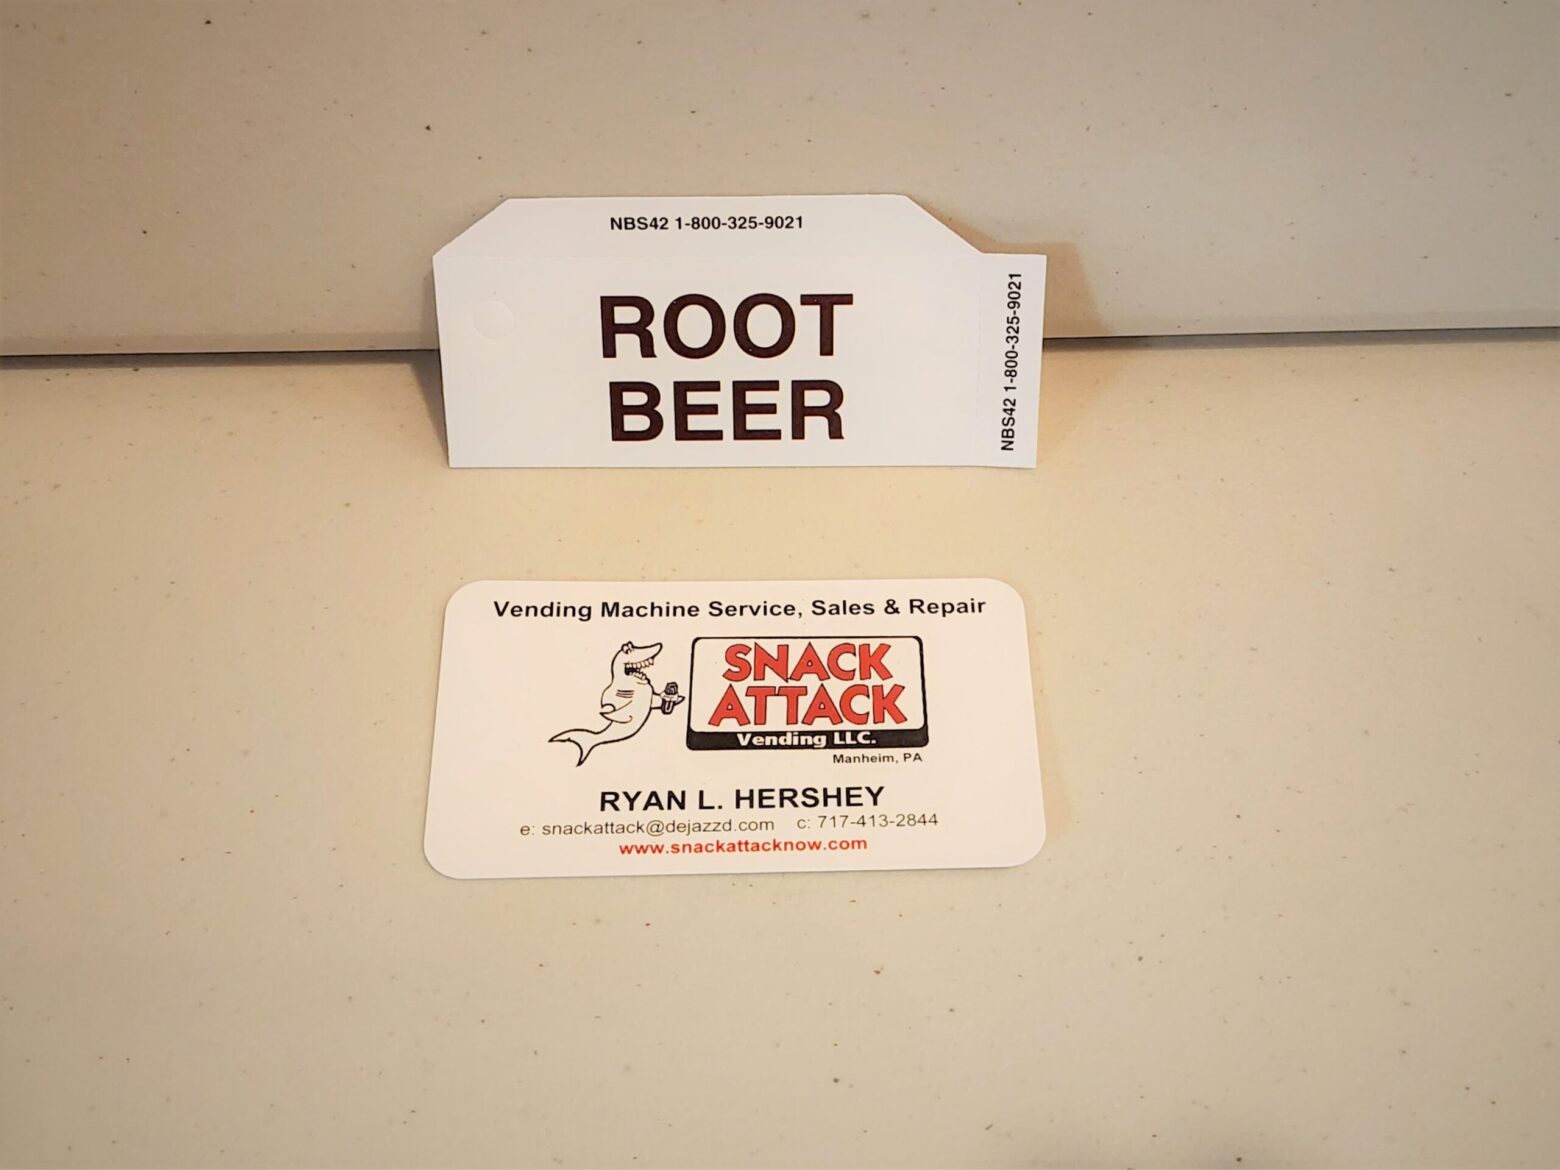 NBS42 1-800-325-9021
ROOT
BEER
NBS42 1-800-325-9021
Vending Machine Service, Sales & Repair
SNACK
ATTACK
Vending LLC.
Manheim, PA
RYAN L. HERSHEY
e: snackattack@dejazzd.com c: 717-413-2844
www.snackattacknow.com